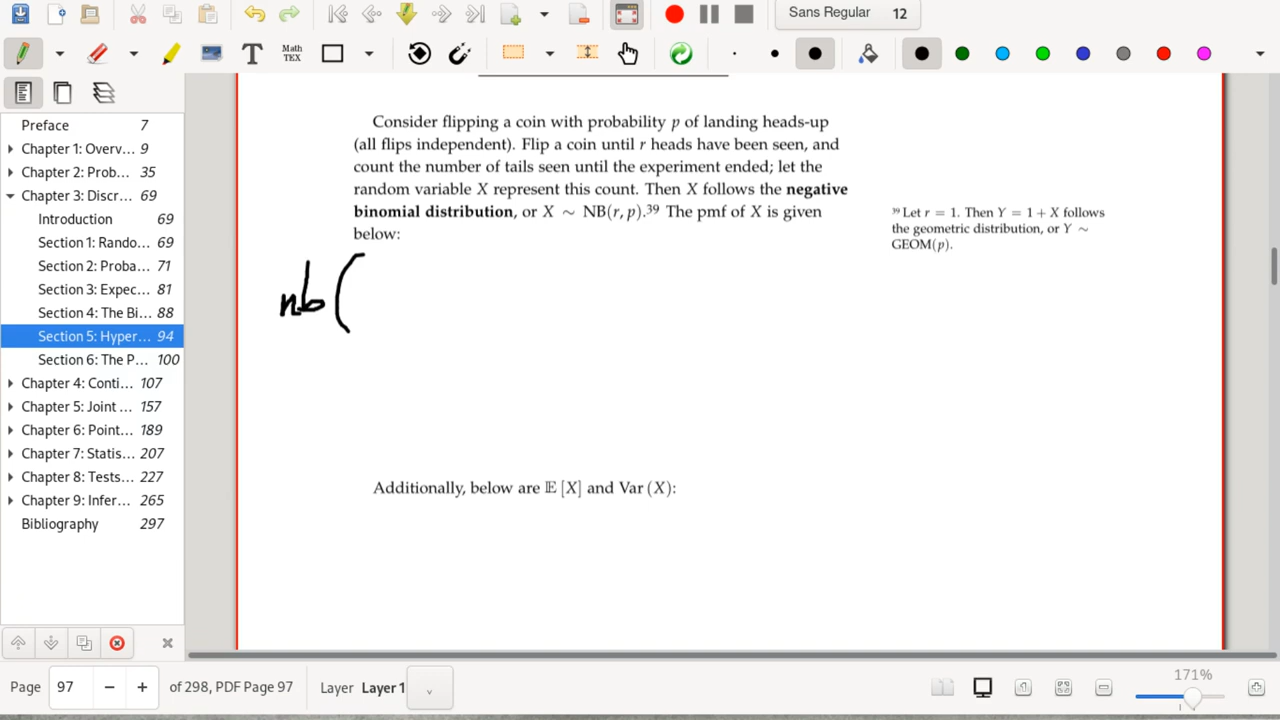 Sans Regular 12
Math
TEX
Preface 7
Chapter 1: Overv... 9
Chapter 2: Prob... 35
Chapter 3: Discr... 69
Introduction 69
Section 1: Rando... 69
Section 2: Proba... 71
Section 3: Expec... 81
Section 4: The Bi... 88
Section 5: Hyper... 94
Section 6: The P... 100
Chapter 4: Conti... 107
Chapter 5: Joint ... 157
Chapter 6: Point... 189
Chapter 7: Statis... 207
Chapter 8: Tests... 227
Chapter 9: Infer... 265
Bibliography 297
Consider flipping a coin with probability p of landing heads-up
(all flips independent). Flip a coin until r heads have been seen, and
count the number of tails seen until the experiment ended; let the
random variable X represent this count. Then X follows the negative
binomial distribution, or X ∼ NB(r, p).³⁹ The pmf of X is given
below:
³⁹ Let r = 1. Then Y = 1 + X follows
the geometric distribution, or Y ∼
GEOM(p).
nb(
Additionally, below are 𝔼 [X] and Var (X):
Page 97 of 298, PDF Page 97 Layer Layer 1 171%